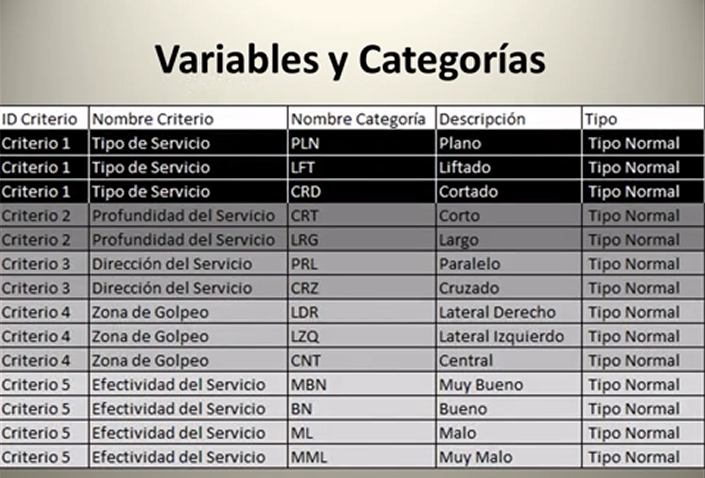 Variables y Categorías
ID Criterio Nombre Criterio Nombre Categoría Descripción Tipo
Criterio 1 Tipo de Servicio PLN Plano Tipo Normal
Criterio 1 Tipo de Servicio LFT Liftado Tipo Normal
Criterio 1 Tipo de Servicio CRD Cortado Tipo Normal
Criterio 2 Profundidad del Servicio CRT Corto Tipo Normal
Criterio 2 Profundidad del Servicio LRG Largo Tipo Normal
Criterio 3 Dirección del Servicio PRL Paralelo Tipo Normal
Criterio 3 Dirección del Servicio CRZ Cruzado Tipo Normal
Criterio 4 Zona de Golpeo LDR Lateral Derecho Tipo Normal
Criterio 4 Zona de Golpeo LZQ Lateral Izquierdo Tipo Normal
Criterio 4 Zona de Golpeo CNT Central Tipo Normal
Criterio 5 Efectividad del Servicio MBN Muy Bueno Tipo Normal
Criterio 5 Efectividad del Servicio BN Bueno Tipo Normal
Criterio 5 Efectividad del Servicio ML Malo Tipo Normal
Criterio 5 Efectividad del Servicio MML Muy Malo Tipo Normal